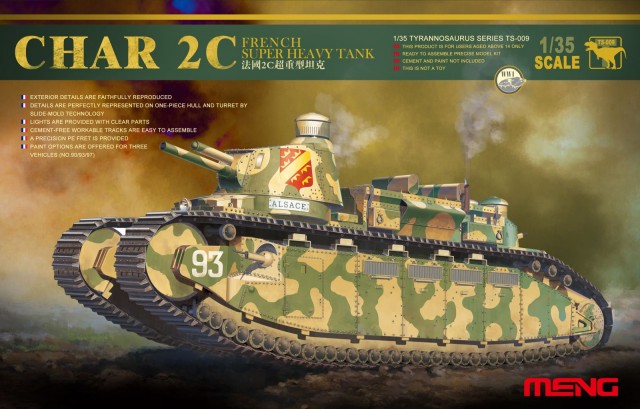 CHAR 2C
FRENCH
SUPER HEAVY TANK
法國2C超重型坦克
1/35 TYRANNOSAURUS SERIES TS-009
THIS PRODUCT IS FOR USERS AGED ABOVE 14 ONLY
READY TO ASSEMBLE PRECISE MODEL KIT
CEMENT AND PAINT NOT INCLUDED
THIS IS NOT A TOY
1/35
SCALE
TS-009
WWI
EXTERIOR DETAILS ARE FAITHFULLY REPRODUCED
DETAILS ARE PERFECTLY REPRESENTED ON ONE-PIECE HULL AND TURRET BY
SLIDE-MOLD TECHNOLOGY
LIGHTS ARE PROVIDED WITH CLEAR PARTS
CEMENT-FREE WORKABLE TRACKS ARE EASY TO ASSEMBLE
A PRECISION PE FRET IS PROVIDED
PAINT OPTIONS ARE OFFERED FOR THREE
VEHICLES (NO.90/93/97)
ALSACE
93
MENG